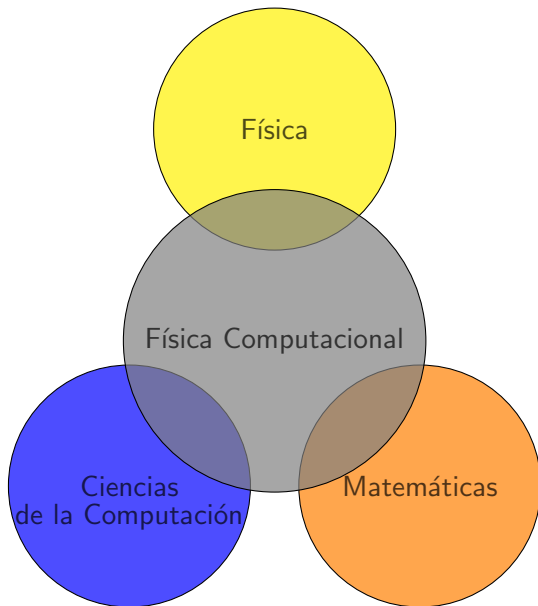 Física
Física Computacional
Ciencias
de la Computación
Matemáticas